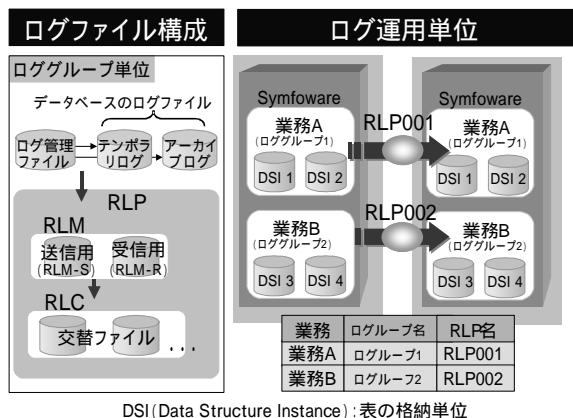 ログファイル構成
ロググループ単位
データベースのログファイル
ログ管理
ファイル
テンポラ
リログ
アーカイ
ブログ
RLP
RLM
送信用
(RLM-S)
受信用
(RLM-R)
RLC
交替ファイル
...
ログ運用単位
Symfoware
業務A
(ロググループ1)
DSI 1
DSI 2
業務B
(ロググループ2)
DSI 3
DSI 4
RLP001
RLP002
Symfoware
業務A
(ロググループ1)
DSI 1
DSI 2
業務B
(ロググループ2)
DSI 3
DSI 4
業務 ログループ名 RLP名
業務A ログループ1 RLP001
業務B ログルーフ2 RLP002
DSI(Data Structure Instance):表の格納単位